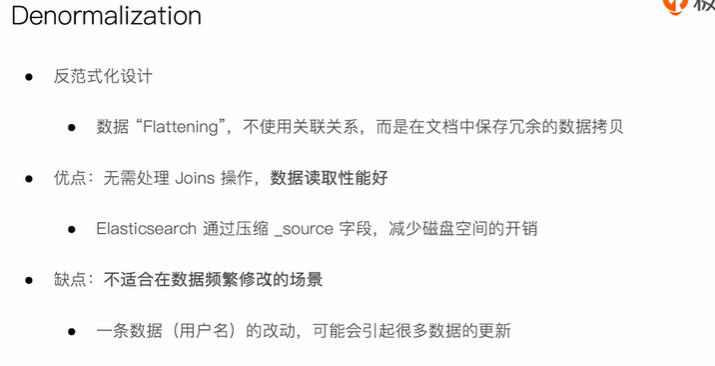 Denormalization
● 反范式化设计
● 数据 “Flattening”，不使用关联关系，而是在文档中保存冗余的数据拷贝
● 优点：无需处理 Joins 操作，数据读取性能好
● Elasticsearch 通过压缩 _source 字段，减少磁盘空间的开销
● 缺点：不适合在数据频繁修改的场景
● 一条数据（用户名）的改动，可能会引起很多数据的更新